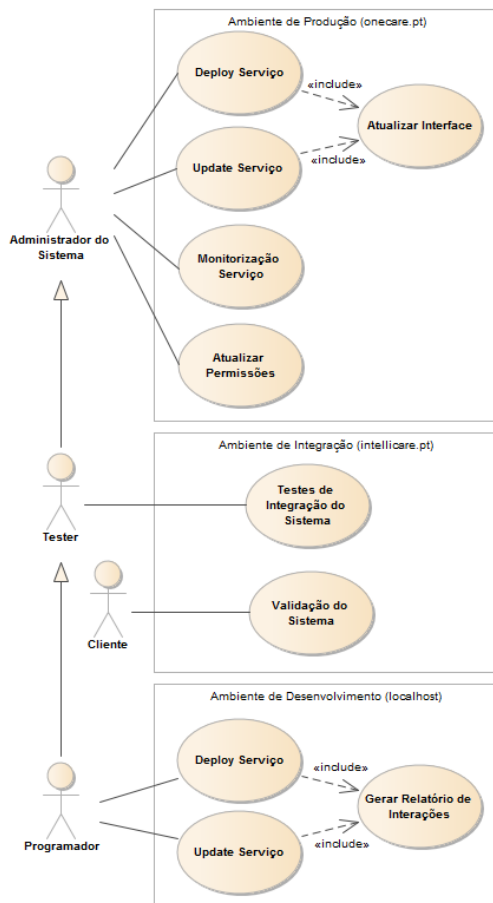 Ambiente de Produção (onecare.pt)
Deploy Serviço
«include»
Atualizar Interface
Update Serviço
«include»
Administrador do
Sistema
Monitorização
Serviço
Atualizar
Permissões
Ambiente de Integração (intellicare.pt)
Testes de
Integração do
Sistema
Tester
Validação do
Sistema
Cliente
Ambiente de Desenvolvimento (localhost)
Deploy Serviço
«include»
Gerar Relatório de
Interações
Update Serviço
«include»
Programador